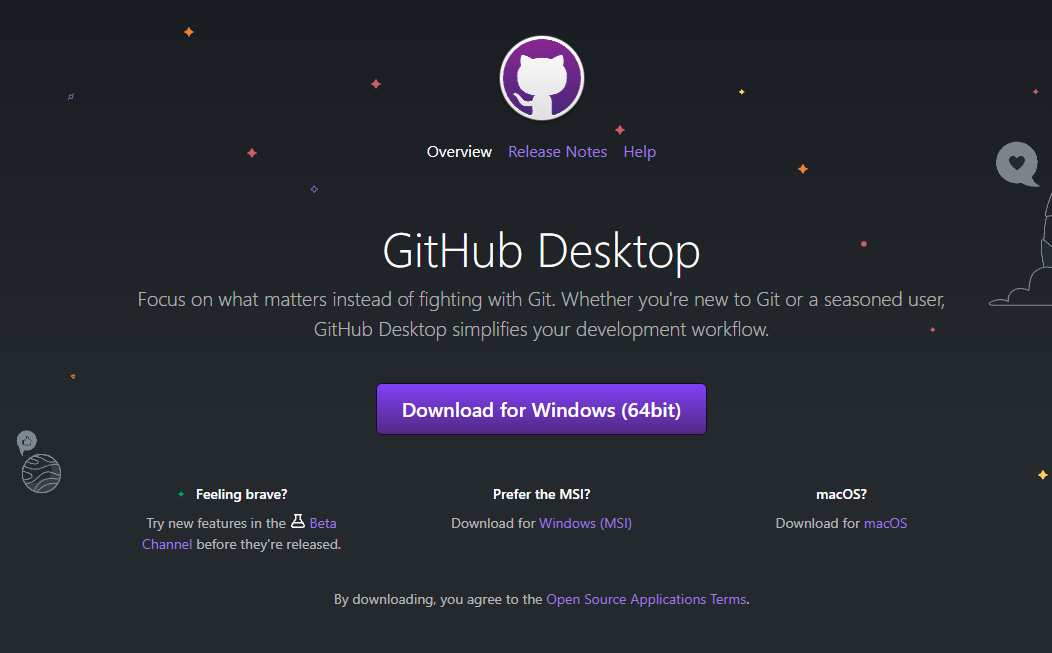 Overview Release Notes Help
GitHub Desktop
Focus on what matters instead of fighting with Git. Whether you're new to Git or a seasoned user,
GitHub Desktop simplifies your development workflow.
Download for Windows (64bit)
Feeling brave?
Try new features in the Beta
Channel before they're released.
Prefer the MSI?
Download for Windows (MSI)
macOS?
Download for macOS
By downloading, you agree to the Open Source Applications Terms.